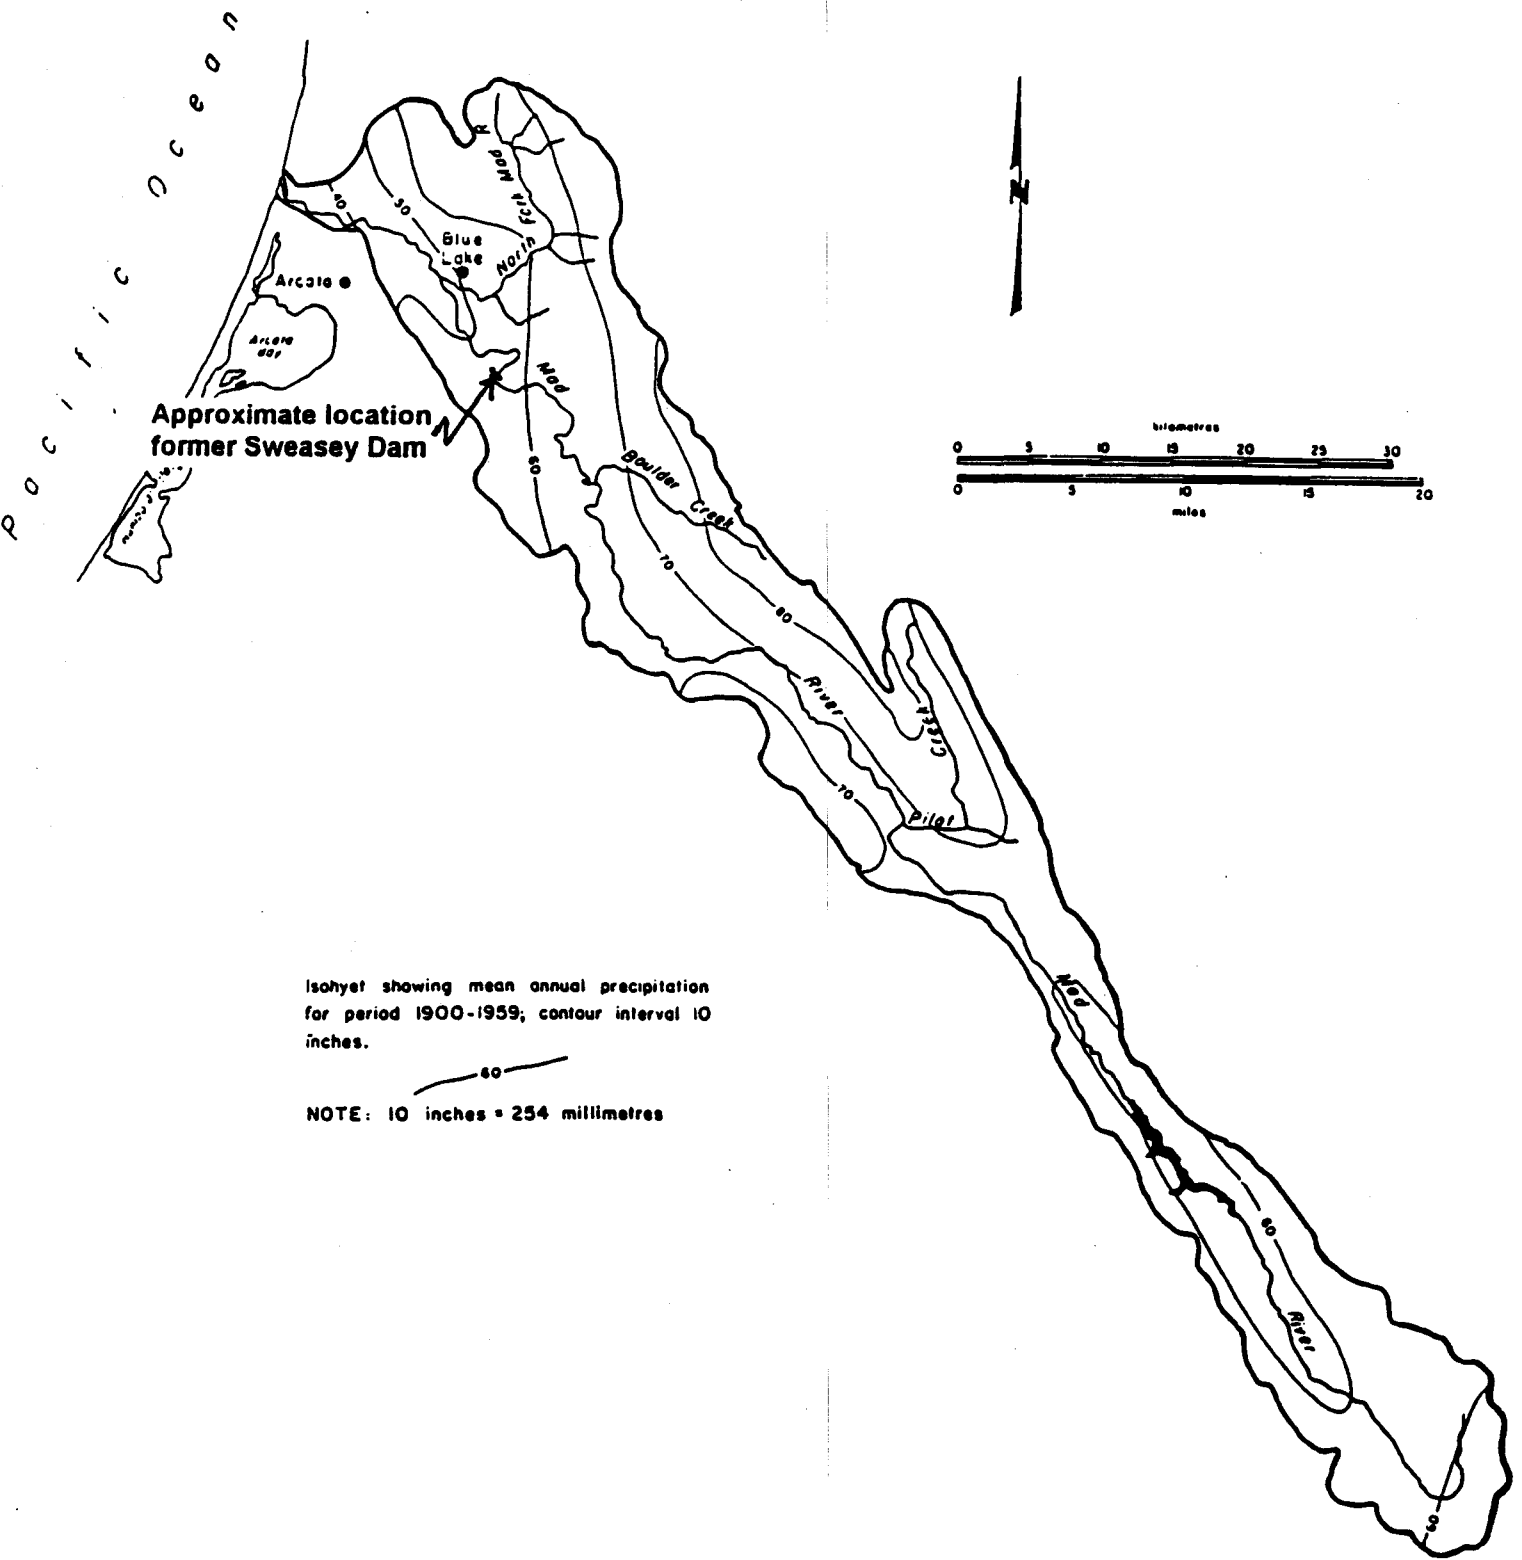 Pacific Ocean
North Fork Mad R
40
50
Blue
Lake
Arcata
Arcata
Bay
Mad
Approximate location
former Sweasey Dam
60
Boulder
Creek
kilometres
0 5 10 15 20 25 30
0 5 10 15 20
miles
N
70
80
River
Creek
70
Pilot
Mad
Isohyet showing mean annual precipitation
for period 1900-1959; contour interval 10
inches.
60
NOTE: 10 inches = 254 millimetres
60
River
60